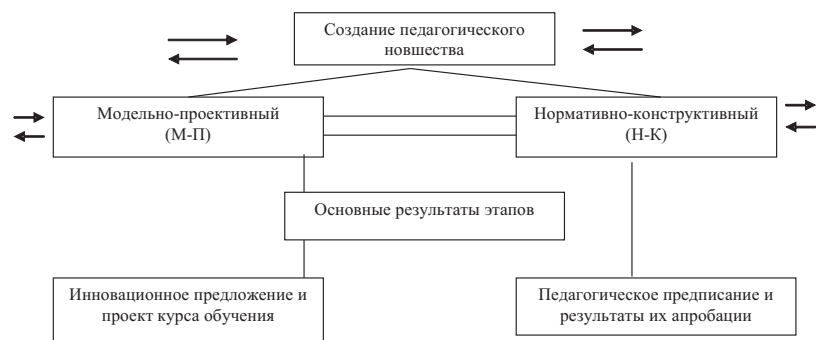 Создание педагогического
новшества
Модельно-проективный
(М-П)
Нормативно-конструктивный
(Н-К)
Основные результаты этапов
Инновационное предложение и
проект курса обучения
Педагогическое предписание и
результаты их апробации